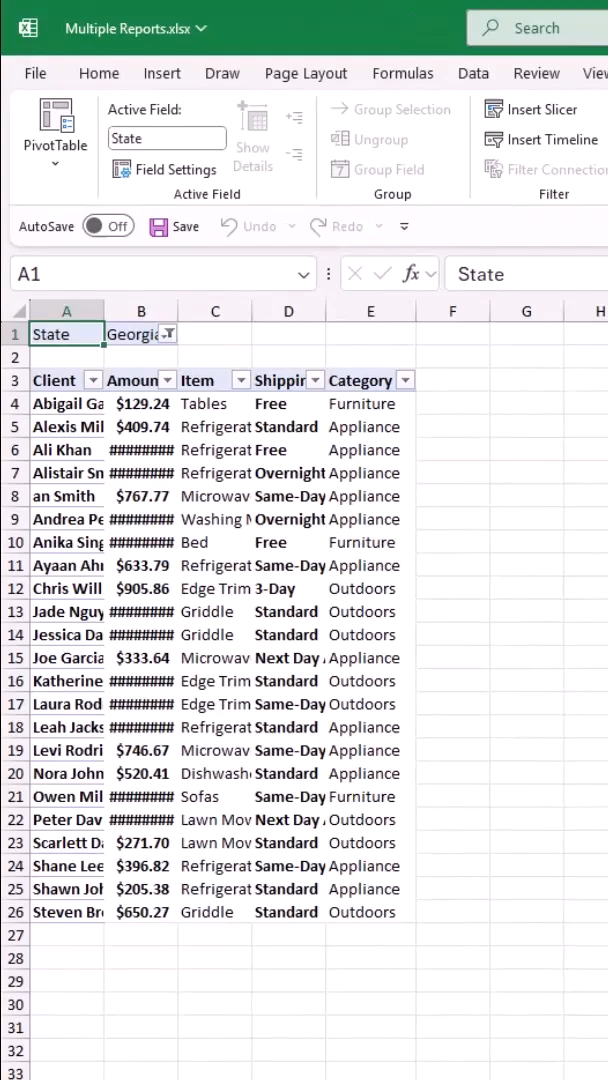 Multiple Reports.xlsx
Search
File Home Insert Draw Page Layout Formulas Data Review View
PivotTable
Active Field:
State
Field Settings
Show Details
Active Field
Group Selection
Ungroup
Group Field
Group
Insert Slicer
Insert Timeline
Filter Connection
Filter
AutoSave Off Save Undo Redo
A1 fx State
A B C D E F G H
1 State Georgia
2
3 Client Amoun Item Shippin Category
4 Abigail Ga $129.24 Tables Free Furniture
5 Alexis Mil $409.74 Refrigerat Standard Appliance
6 Ali Khan ######## Refrigerat Free Appliance
7 Alistair Sn ######## Refrigerat Overnight Appliance
8 an Smith $767.77 Microwav Same-Day Appliance
9 Andrea Pe ######## Washing M Overnight Appliance
10 Anika Sing ######## Bed Free Furniture
11 Ayaan Ahr $633.79 Refrigerat Same-Day Appliance
12 Chris Will $905.86 Edge Trim 3-Day Outdoors
13 Jade Nguy ######## Griddle Standard Outdoors
14 Jessica Da ######## Griddle Standard Outdoors
15 Joe Garcia $333.64 Microwav Next Day Appliance
16 Katherine ######## Edge Trim Standard Outdoors
17 Laura Rod ######## Edge Trim Same-Day Outdoors
18 Leah Jacks ######## Refrigerat Standard Appliance
19 Levi Rodri $746.67 Microwav Same-Day Appliance
20 Nora John $520.41 Dishwash Standard Appliance
21 Owen Mil ######## Sofas Same-Day Furniture
22 Peter Dav ######## Lawn Mov Next Day Outdoors
23 Scarlett Da $271.70 Lawn Mov Standard Outdoors
24 Shane Lee $396.82 Refrigerat Same-Day Appliance
25 Shawn Joh $205.38 Refrigerat Standard Appliance
26 Steven Br $650.27 Griddle Standard Outdoors
27
28
29
30
31
32
33